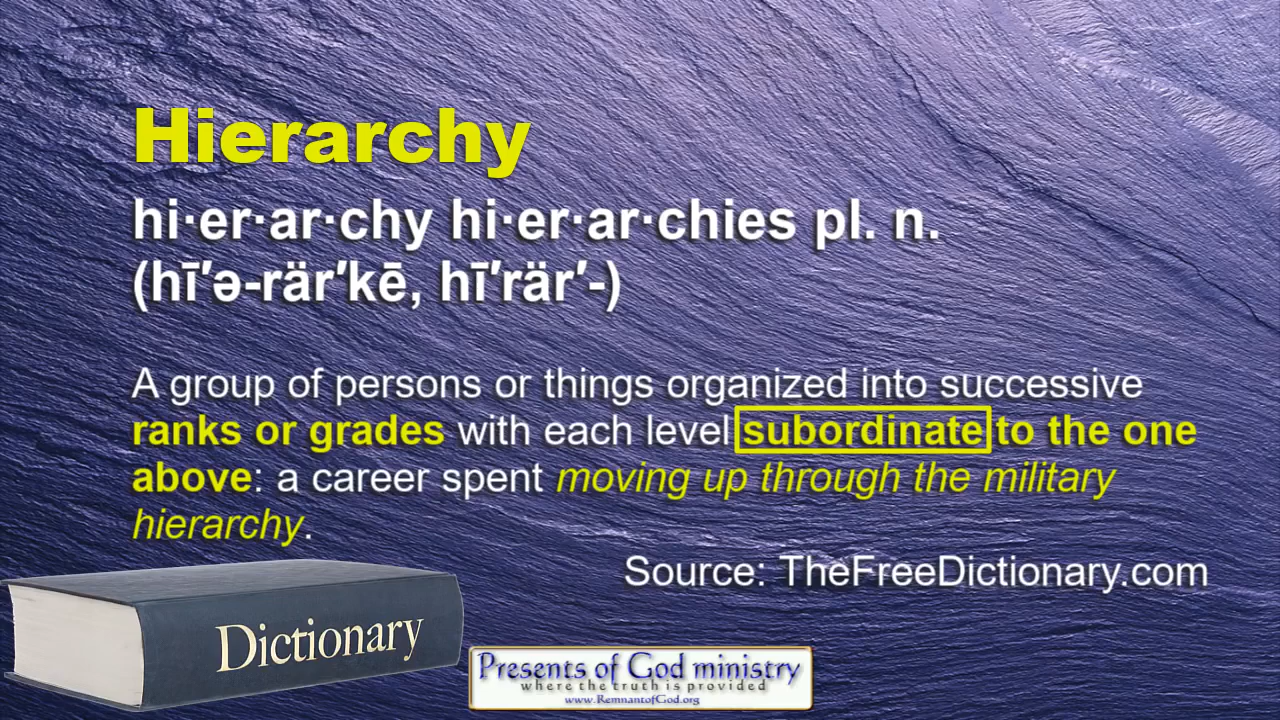 Hierarchy
hi·er·ar·chy hi·er·ar·chies pl. n.
(hī′ə-rär′kē, hī′rär′-)
A group of persons or things organized into successive
ranks or grades with each level subordinate to the one
above: a career spent moving up through the military
hierarchy.
Source: TheFreeDictionary.com
Dictionary
Presents of God ministry
where the truth is provided
www.RemnantofGod.org